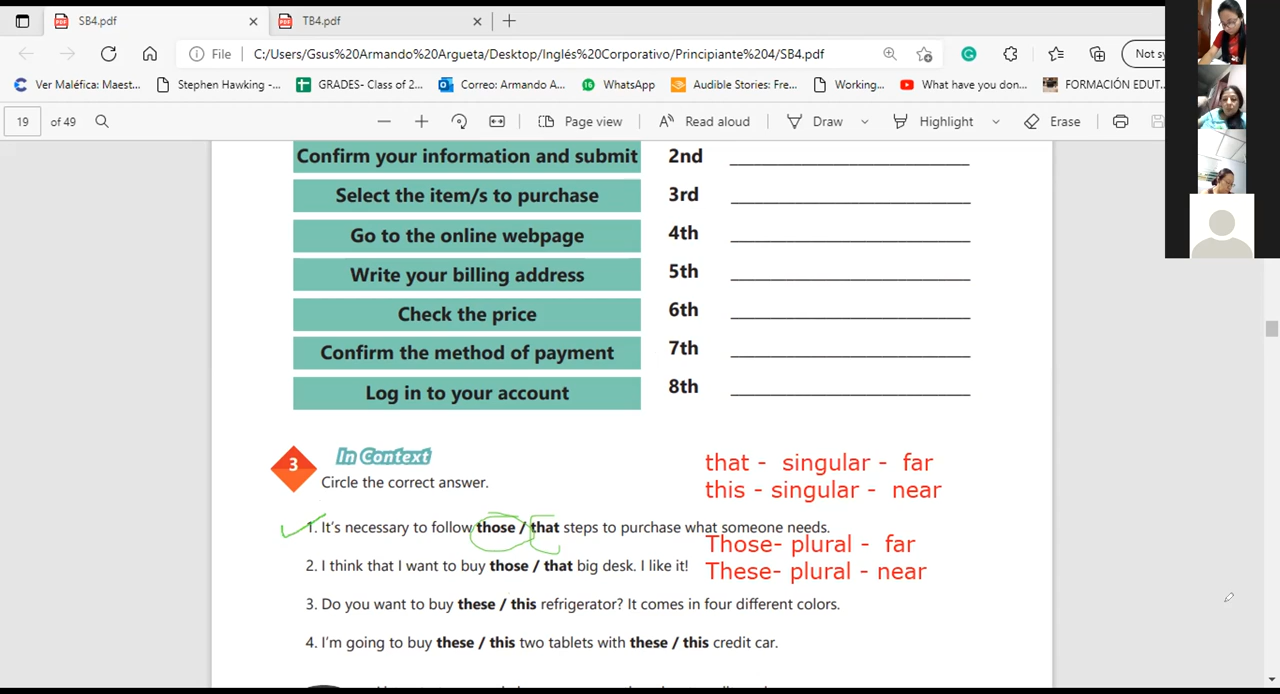 SB4.pdf
TB4.pdf
File C:/Users/Gsus%20Armando%20Argueta/Desktop/Inglés%20Corporativo/Principiante%204/SB4.pdf Not sy
Ver Maléfica: Maest... Stephen Hawking -... GRADES- Class of 2... Correo: Armando A... WhatsApp Audible Stories: Fre... Working... What have you don... FORMACIÓN EDUT...
19 of 49 Page view Read aloud Draw Highlight Erase
Confirm your information and submit 2nd
Select the item/s to purchase 3rd
Go to the online webpage 4th
Write your billing address 5th
Check the price 6th
Confirm the method of payment 7th
Log in to your account 8th
3 In Context
Circle the correct answer.
that - singular - far
this - singular - near
1. It's necessary to follow those / that steps to purchase what someone needs.
Those- plural - far
2. I think that I want to buy those / that big desk. I like it!
These- plural - near
3. Do you want to buy these / this refrigerator? It comes in four different colors.
4. I'm going to buy these / this two tablets with these / this credit car.